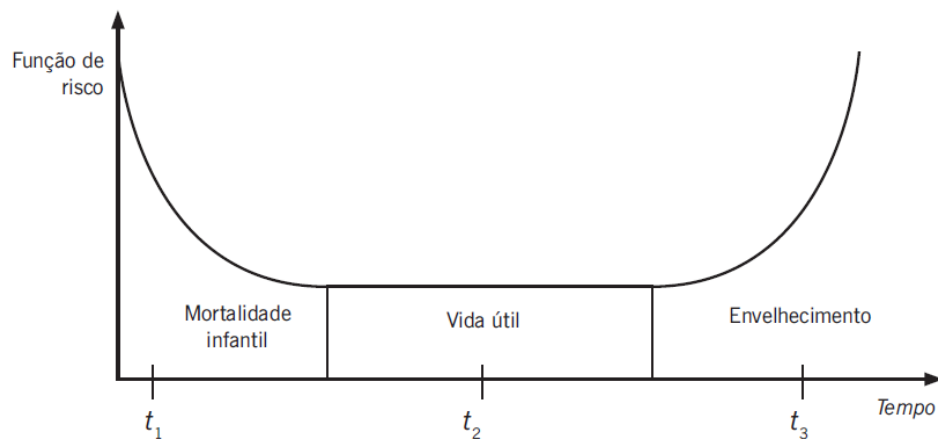 Função de
risco
Mortalidade
infantil
Vida útil
Envelhecimento
t₁
t₂
t₃
Tempo